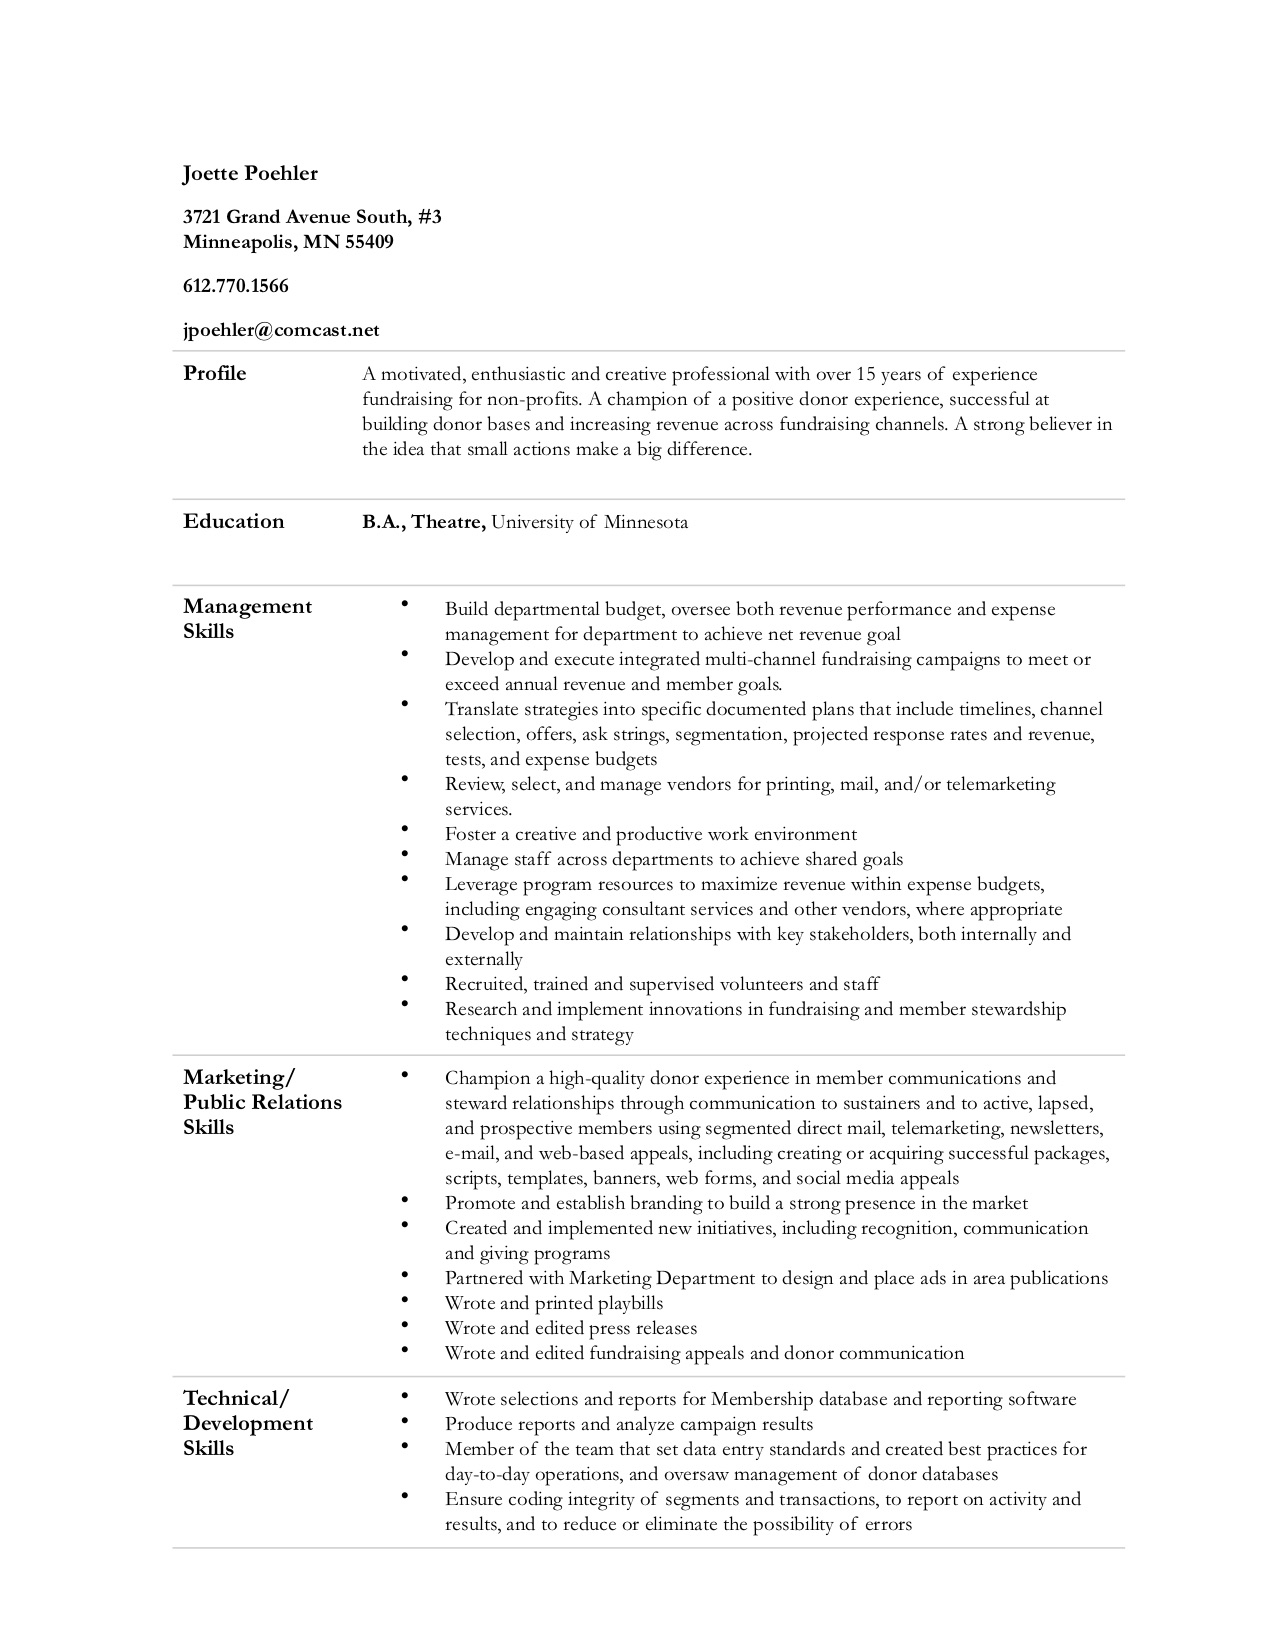 Joette Poehler
3721 Grand Avenue South, #3
Minneapolis, MN 55409
612.770.1566
jpoehler@comcast.net
Profile
A motivated, enthusiastic and creative professional with over 15 years of experience
fundraising for non-profits. A champion of a positive donor experience, successful at
building donor bases and increasing revenue across fundraising channels. A strong believer in
the idea that small actions make a big difference.
Education
B.A., Theatre, University of Minnesota
Management
Skills
• Build departmental budget, oversee both revenue performance and expense
management for department to achieve net revenue goal
• Develop and execute integrated multi-channel fundraising campaigns to meet or
exceed annual revenue and member goals.
• Translate strategies into specific documented plans that include timelines, channel
selection, offers, ask strings, segmentation, projected response rates and revenue,
tests, and expense budgets
• Review, select, and manage vendors for printing, mail, and/or telemarketing
services.
• Foster a creative and productive work environment
• Manage staff across departments to achieve shared goals
• Leverage program resources to maximize revenue within expense budgets,
including engaging consultant services and other vendors, where appropriate
• Develop and maintain relationships with key stakeholders, both internally and
externally
• Recruited, trained and supervised volunteers and staff
• Research and implement innovations in fundraising and member stewardship
techniques and strategy
Marketing/
Public Relations
Skills
• Champion a high-quality donor experience in member communications and
steward relationships through communication to sustainers and to active, lapsed,
and prospective members using segmented direct mail, telemarketing, newsletters,
e-mail, and web-based appeals, including creating or acquiring successful packages,
scripts, templates, banners, web forms, and social media appeals
• Promote and establish branding to build a strong presence in the market
• Created and implemented new initiatives, including recognition, communication
and giving programs
• Partnered with Marketing Department to design and place ads in area publications
• Wrote and printed playbills
• Wrote and edited press releases
• Wrote and edited fundraising appeals and donor communication
Technical/
Development
Skills
• Wrote selections and reports for Membership database and reporting software
• Produce reports and analyze campaign results
• Member of the team that set data entry standards and created best practices for
day-to-day operations, and oversaw management of donor databases
• Ensure coding integrity of segments and transactions, to report on activity and
results, and to reduce or eliminate the possibility of errors